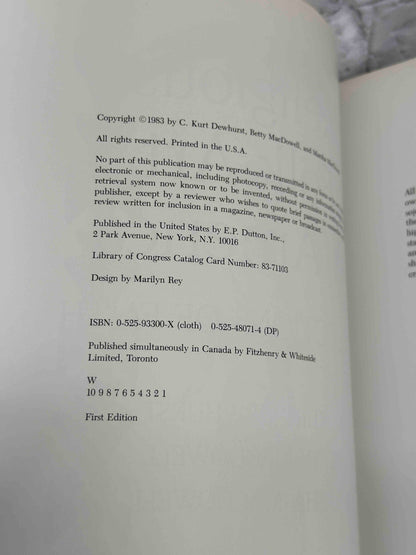 Copyright ©1983 by C. Kurt Dewhurst, Betty MacDowell, and
All rights reserved. Printed in the U.S.A.
No part of this publication may be reproduced or transmitted in any form or
electronic or mechanical, including photocopy, recording or any information
retrieval system now known or to be invented, without permission in
publisher, except by a reviewer who wishes to quote brief passages in
review written for inclusion in a magazine, newspaper or broadcast.
Published in the United States by E.P. Dutton, Inc.,
2 Park Avenue, New York, N.Y. 10016
Library of Congress Catalog Card Number: 83-71103
Design by Marilyn Rey
ISBN: 0-525-93300-X (cloth) 0-525-48071-4 (DP)
Published simultaneously in Canada by Fitzhenry & Whiteside
Limited, Toronto
W
10 9 8 7 6 5 4 3 2 1
First Edition
All